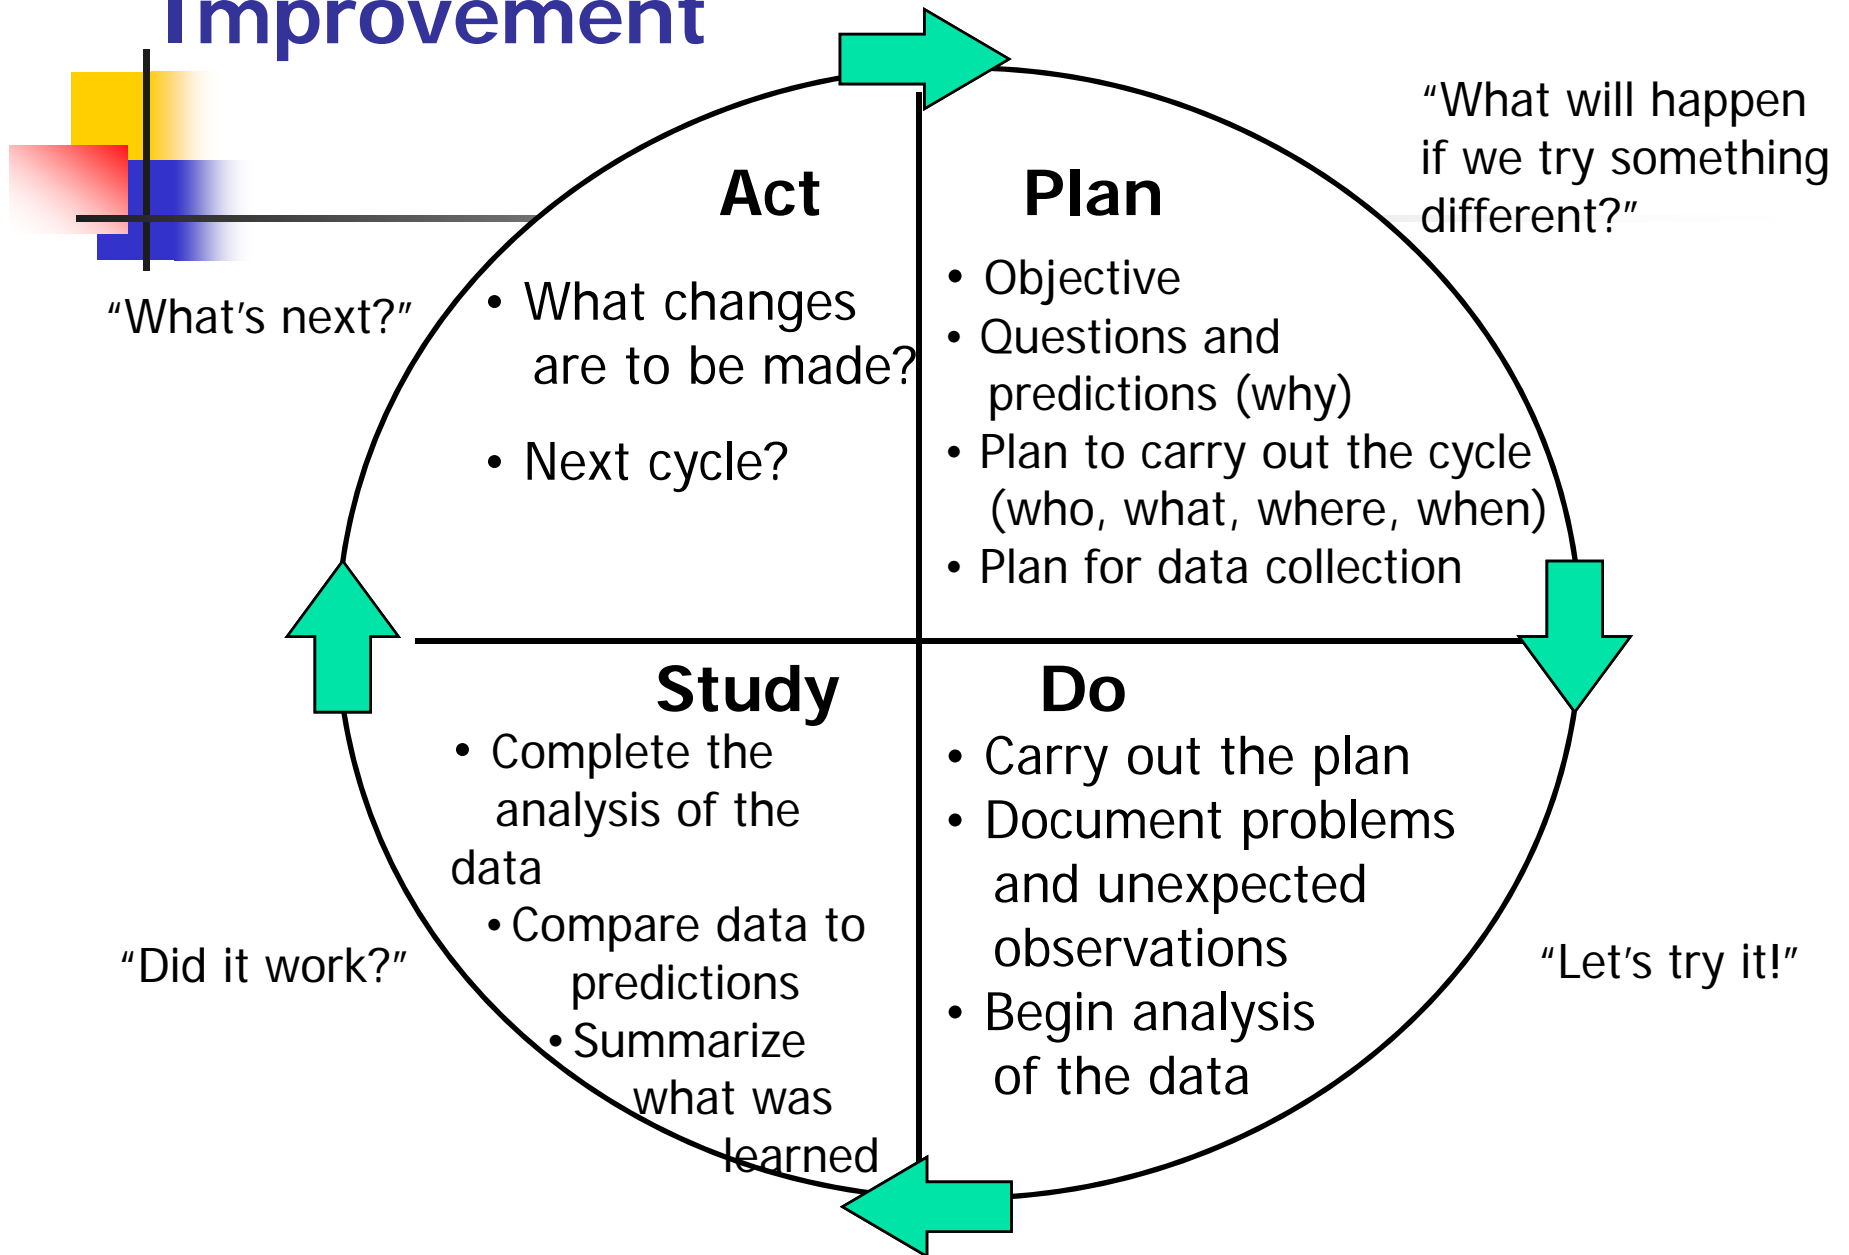 Improvement
“What will happen
if we try something
different?”
“What's next?”
Act
• What changes
are to be made?
• Next cycle?
Plan
• Objective
• Questions and
predictions (why)
• Plan to carry out the cycle
(who, what, where, when)
• Plan for data collection
Study
• Complete the
analysis of the
data
• Compare data to
predictions
• Summarize
what was
learned
Do
• Carry out the plan
• Document problems
and unexpected
observations
• Begin analysis
of the data
“Did it work?”
“Let's try it!”